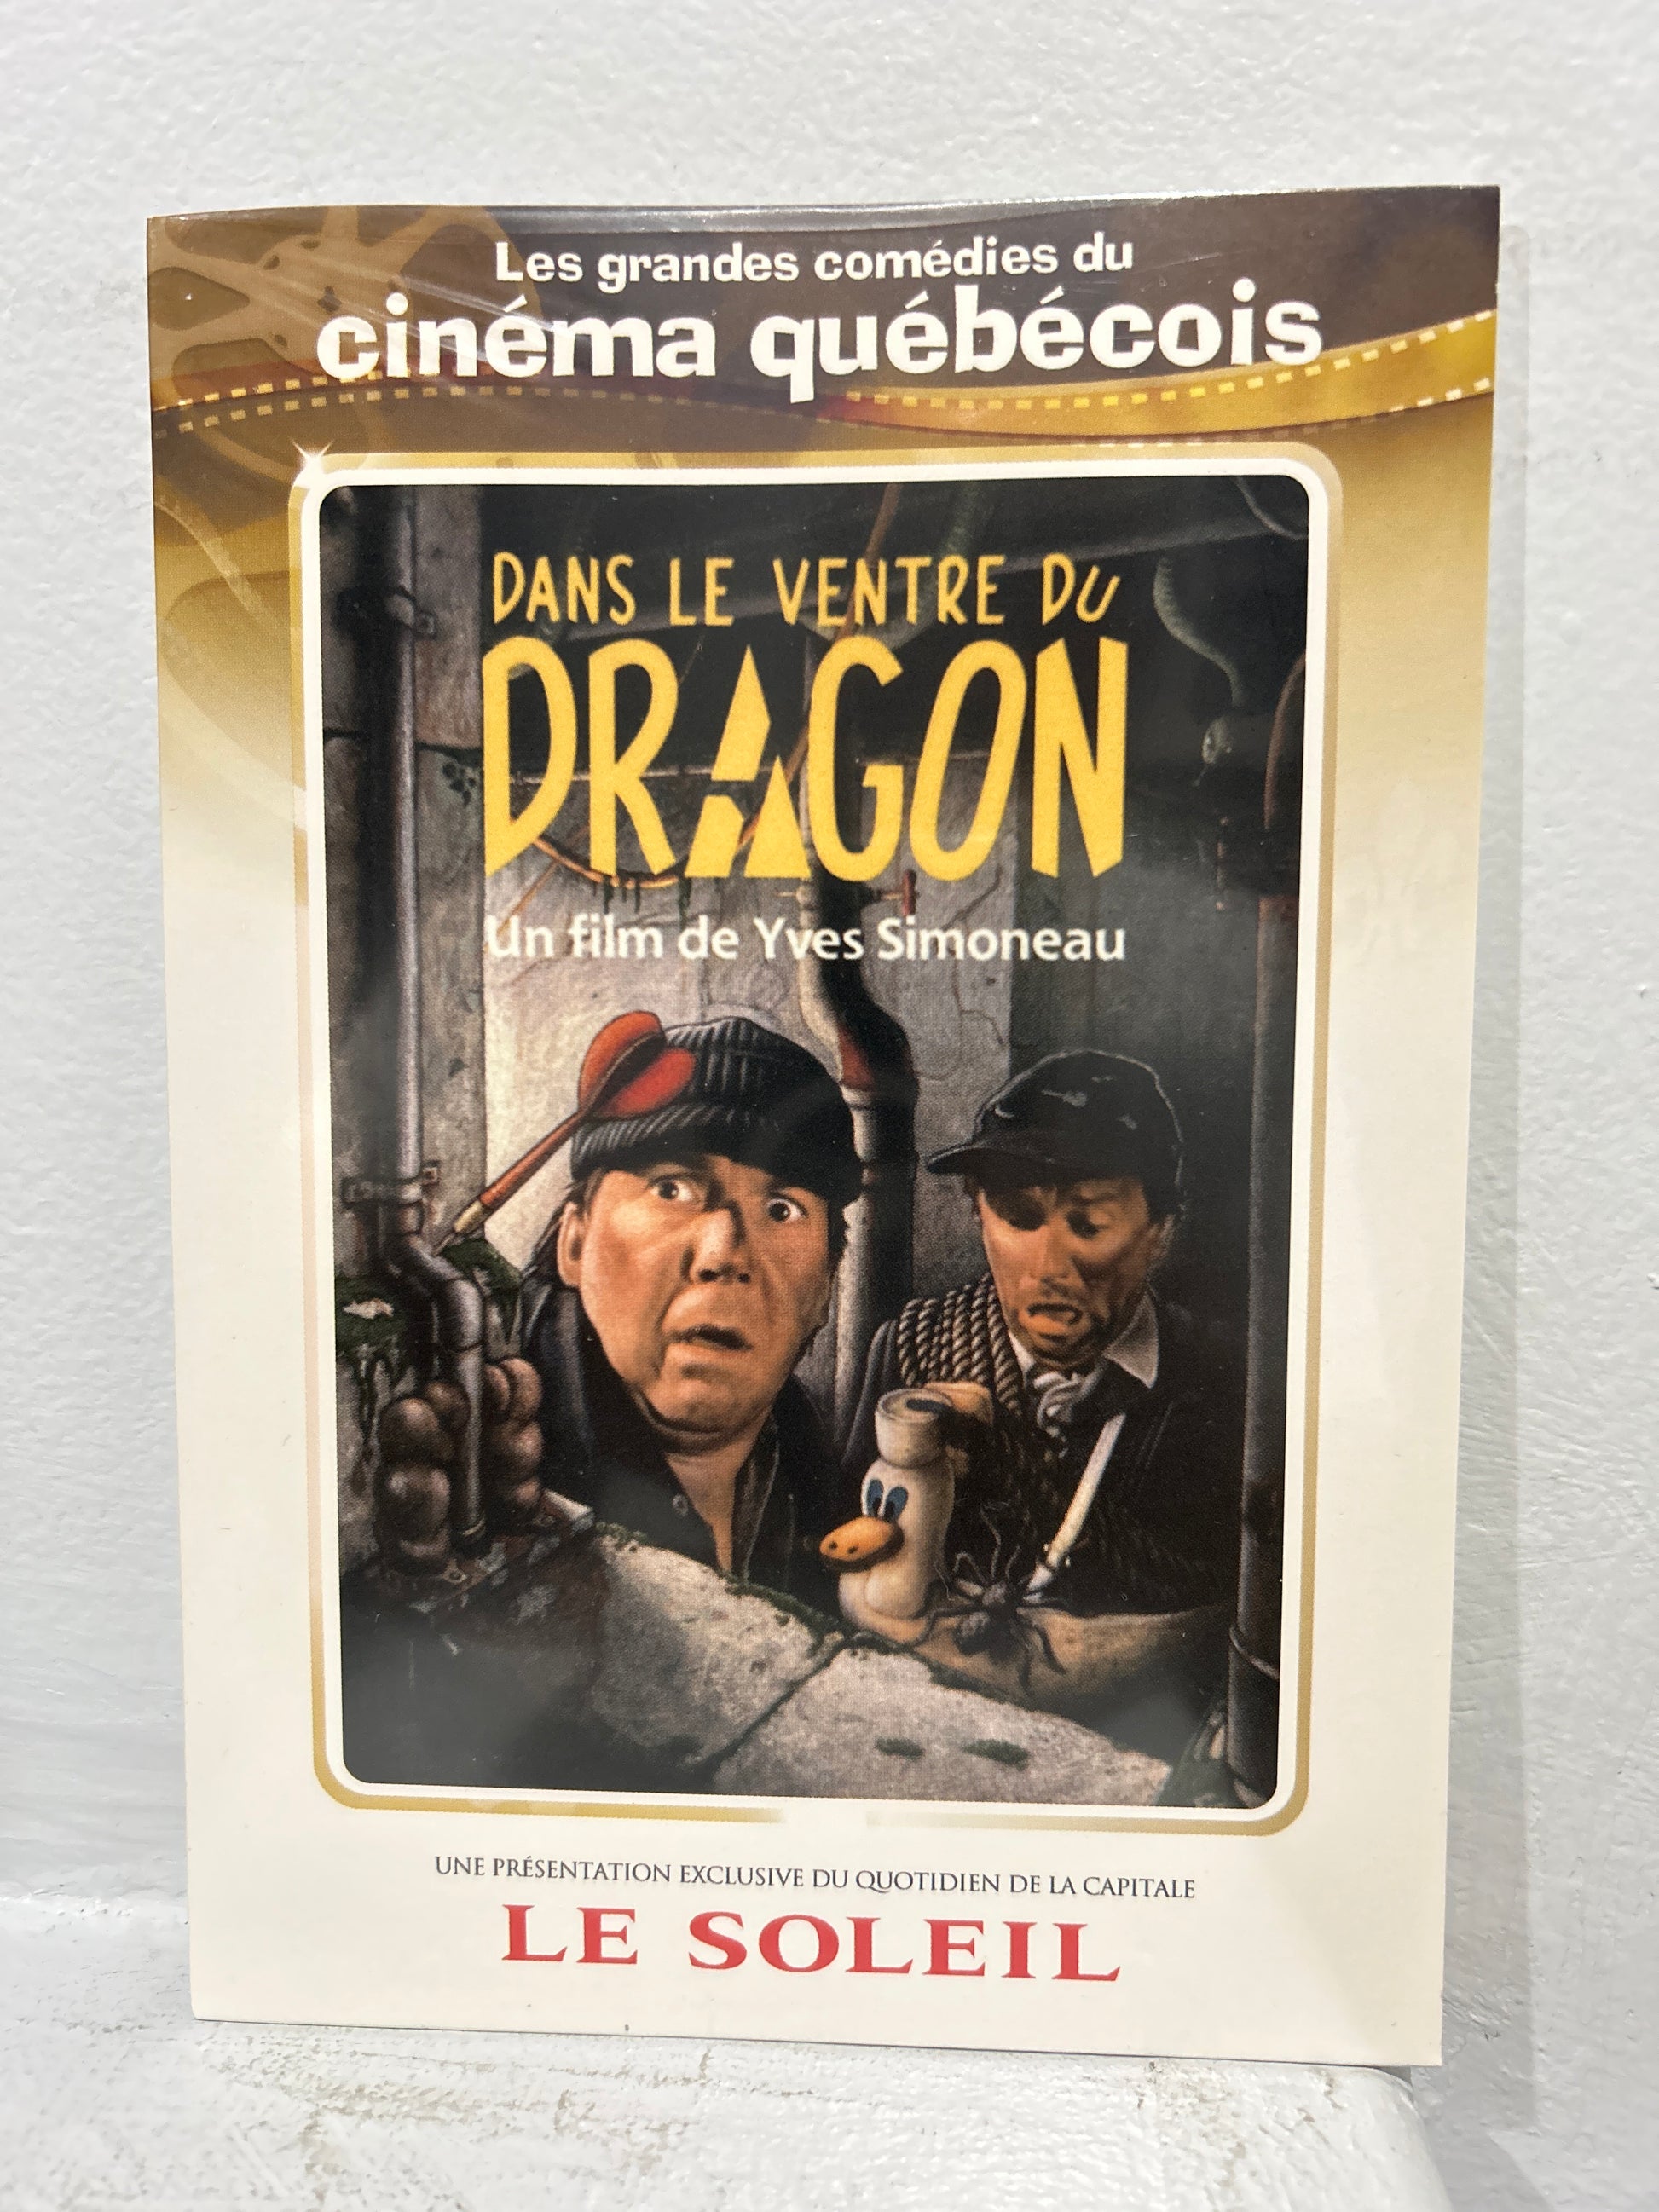 Les grandes comédies du
cinéma québécois
DANS LE VENTRE DU
DRAGON
Un film de Yves Simoneau
UNE PRÉSENTATION EXCLUSIVE DU QUOTIDIEN DE LA CAPITALE
LE SOLEIL